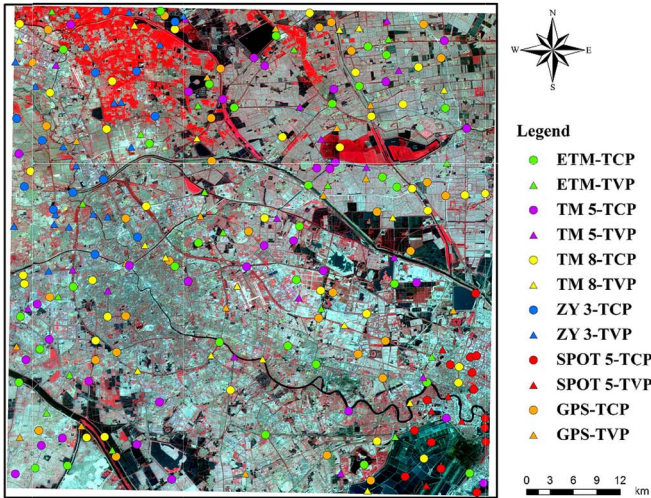 N
W E
S
Legend
ETM-TCP
ETM-TVP
TM 5-TCP
TM 5-TVP
TM 8-TCP
TM 8-TVP
ZY 3-TCP
ZY 3-TVP
SPOT 5-TCP
SPOT 5-TVP
GPS-TCP
GPS-TVP
0 3 6 12
km